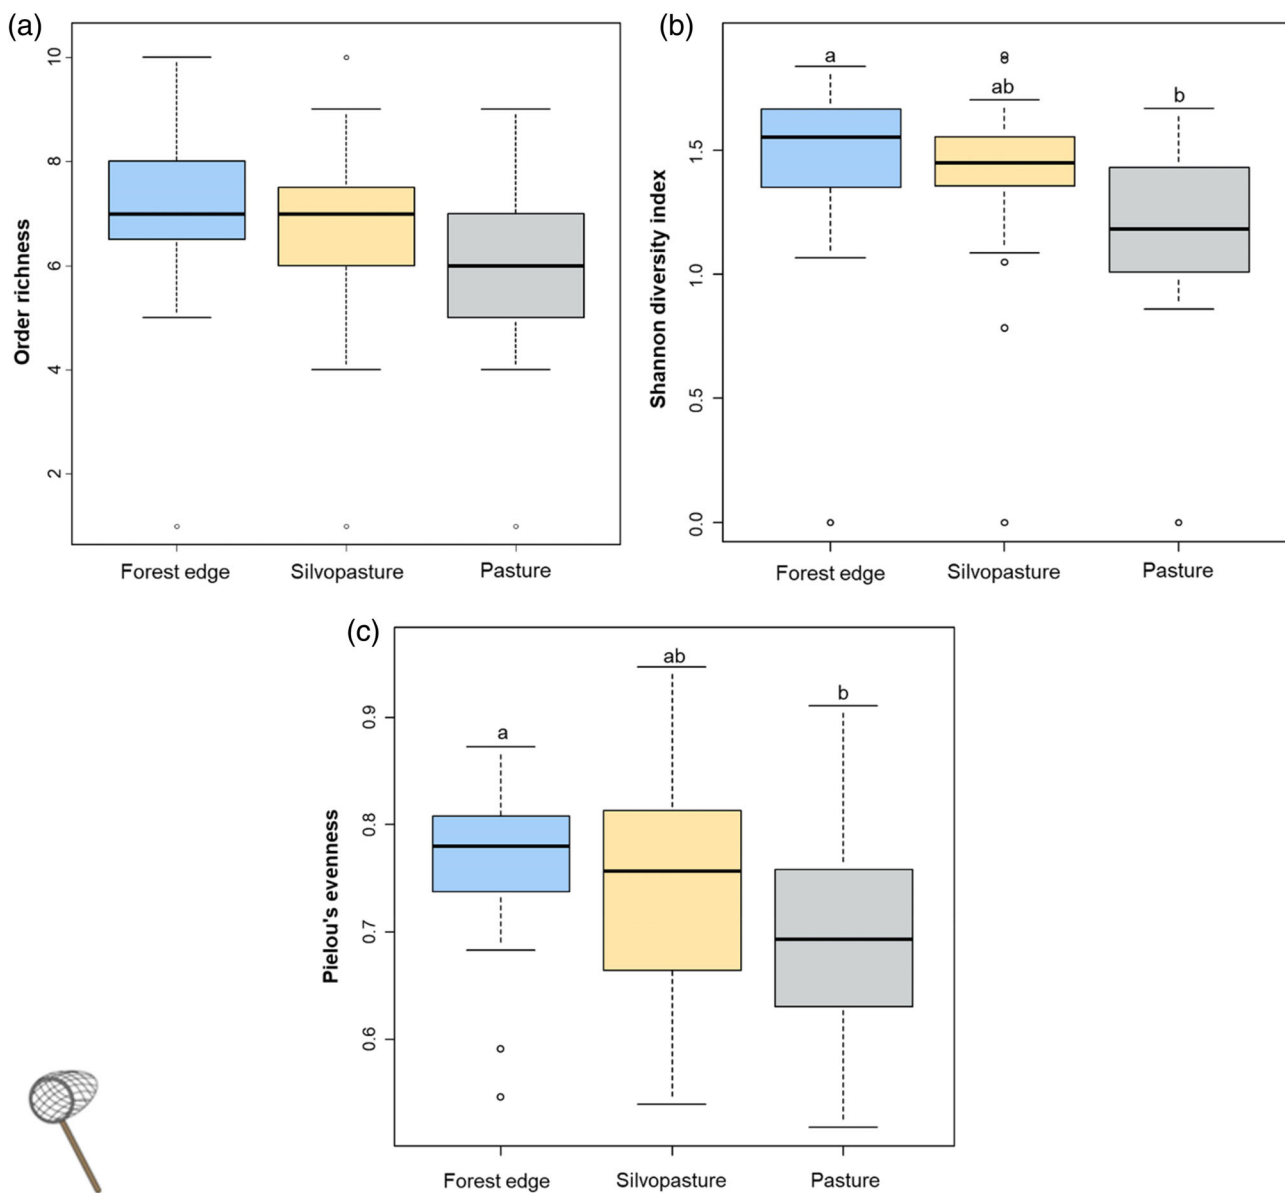 (a)
Order richness
10
8
6
4
2
Forest edge Silvopasture Pasture
(b)
Shannon diversity index
1.5
1.0
0.5
0.0
a
ab
b
Forest edge Silvopasture Pasture
(c)
Pielou's evenness
0.9
0.8
0.7
0.6
a
ab
b
Forest edge Silvopasture Pasture